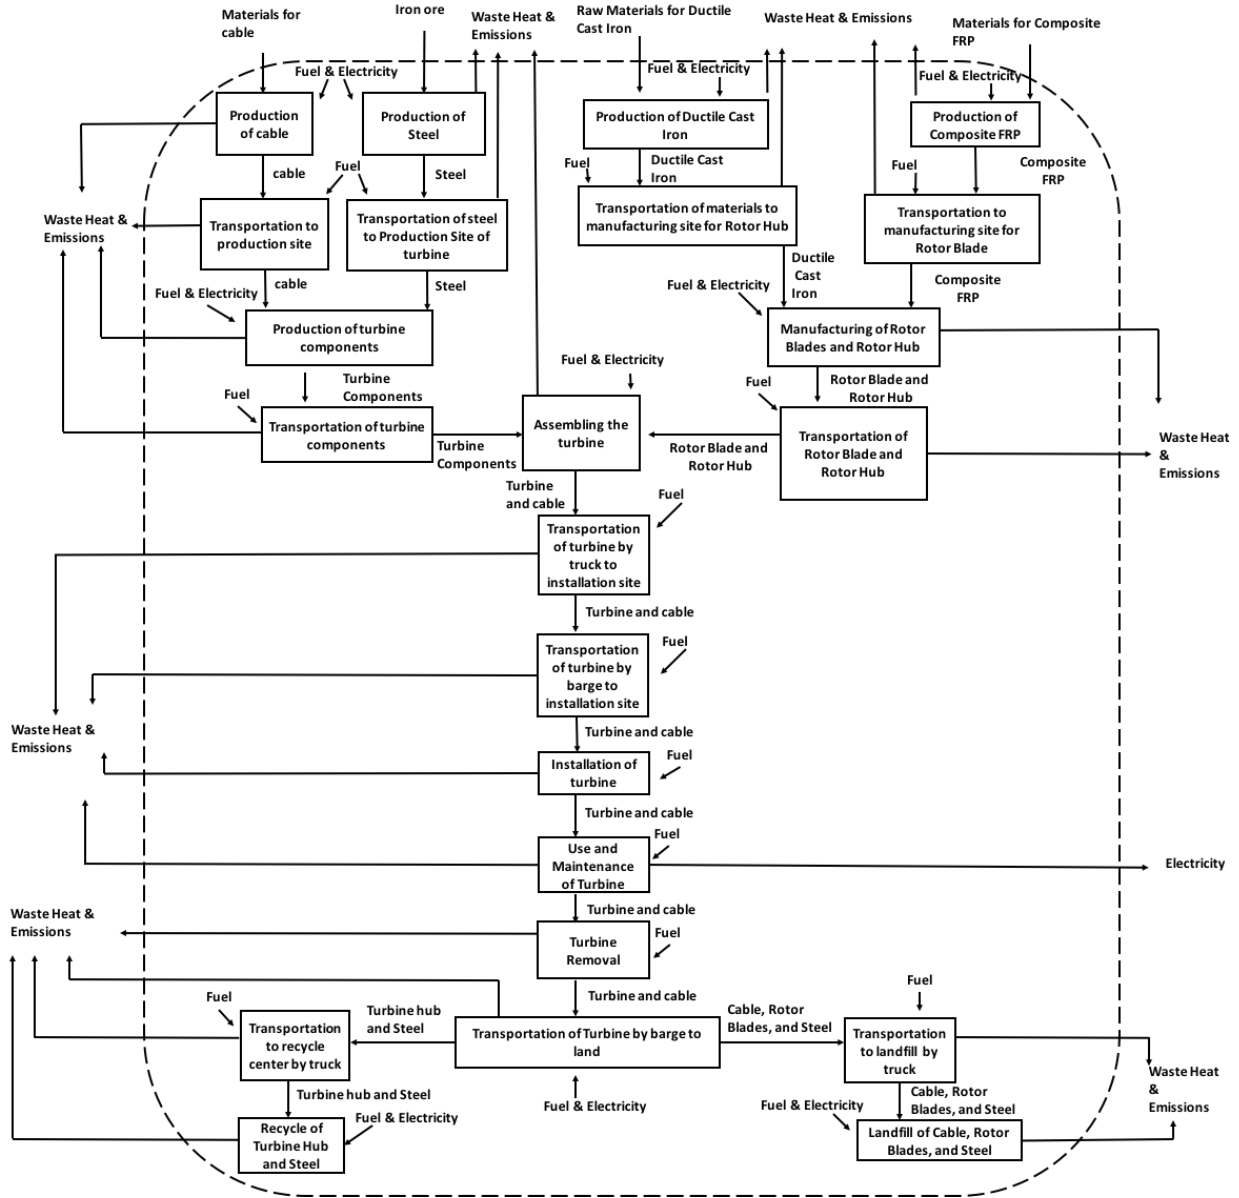 Materials for
cable
Iron ore
Waste Heat &
Emissions
Raw Materials for Ductile
Cast Iron
Waste Heat & Emissions
Materials for Composite
FRP
Fuel & Electricity
Fuel & Electricity
Fuel & Electricity
Production
of cable
Production of
Steel
Production of Ductile Cast
Iron
Production of
Composite FRP
cable
Fuel
Steel
Fuel
Ductile Cast
Iron
Fuel
Composite
FRP
Waste Heat &
Emissions
Transportation to
production site
Transportation of steel
to Production Site of
turbine
Transportation of materials to
manufacturing site for Rotor Hub
Transportation to
manufacturing site for
Rotor Blade
cable
Steel
Ductile
Cast
Iron
Composite
FRP
Fuel & Electricity
Fuel & Electricity
Production of turbine
components
Manufacturing of Rotor
Blades and Rotor Hub
Fuel & Electricity
Turbine
Components
Fuel
Fuel
Rotor Blade and
Rotor Hub
Transportation of turbine
components
Turbine
Components
Assembling the
turbine
Rotor Blade and
Rotor Hub
Transportation of
Rotor Blade and
Rotor Hub
Waste Heat
&
Emissions
Turbine
and cable
Fuel
Transportation
of turbine by
truck to
installation site
Turbine and cable
Fuel
Transportation
of turbine by
barge to
installation site
Waste Heat &
Emissions
Turbine and cable
Fuel
Installation of
turbine
Turbine and cable
Fuel
Use and
Maintenance
of Turbine
Electricity
Waste Heat &
Emissions
Turbine and cable
Fuel
Turbine
Removal
Turbine and cable
Fuel
Fuel
Turbine hub
and Steel
Cable, Rotor
Blades, and Steel
Transportation
to recycle
center by truck
Transportation of Turbine by barge to
land
Transportation
to landfill by
truck
Waste Heat
&
Emissions
Turbine hub and Steel
Fuel & Electricity
Fuel & Electricity
Fuel & Electricity
Cable, Rotor
Blades, and Steel
Recycle of
Turbine Hub
and Steel
Landfill of Cable, Rotor
Blades, and Steel